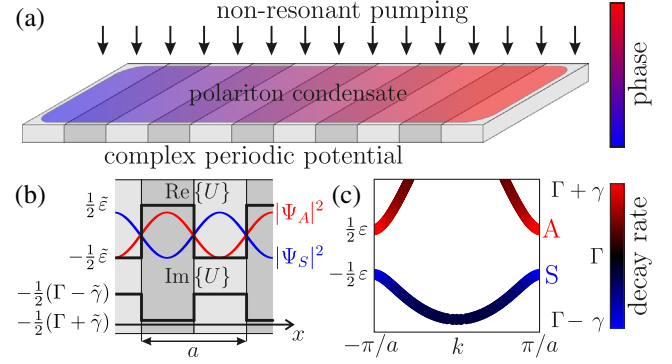 (a)
non-resonant pumping
polariton condensate
complex periodic potential
phase
(b)
Re{U}
½ε̃
-½ε̃
|Ψ_A|²
|Ψ_S|²
Im{U}
-½(Γ-γ̃)
-½(Γ+γ̃)
x
a
(c)
½ε
-½ε
A
S
-π/a
k
π/a
Γ+γ
Γ
Γ-γ
decay rate